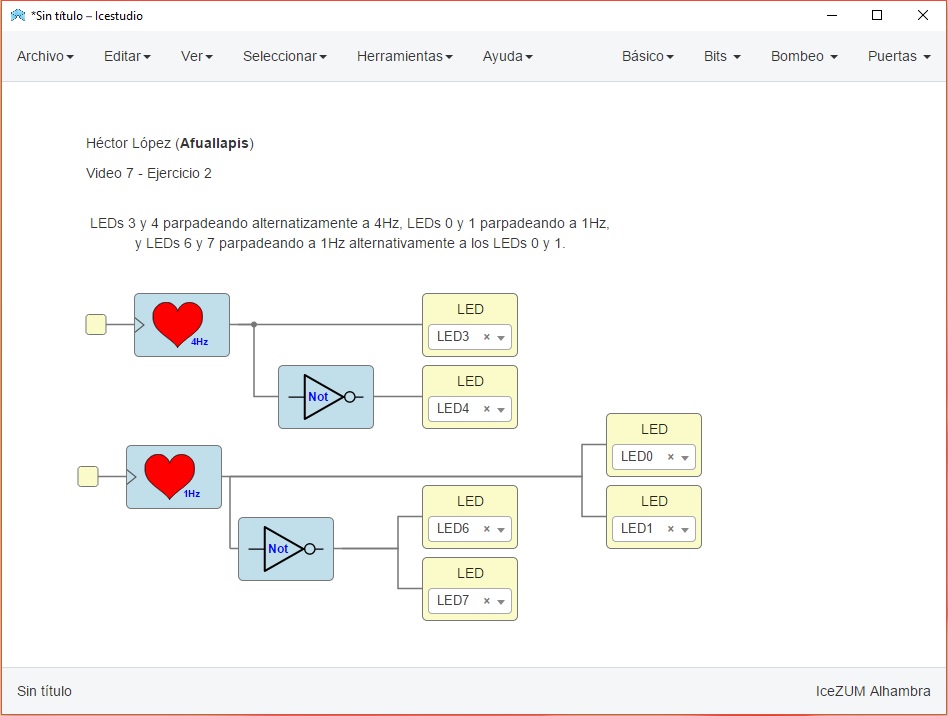 *Sin título – Icestudio
Archivo Editar Ver Seleccionar Herramientas Ayuda Básico Bits Bombeo Puertas
Héctor López (Afuallapis)
Video 7 - Ejercicio 2
LEDs 3 y 4 parpadeando alternatizamente a 4Hz, LEDs 0 y 1 parpadeando a 1Hz,
y LEDs 6 y 7 parpadeando a 1Hz alternativamente a los LEDs 0 y 1.
4Hz
LED
LED3
Not
LED
LED4
1Hz
LED
LED0
LED
LED1
Not
LED
LED6
LED
LED7
Sin título
IceZUM Alhambra